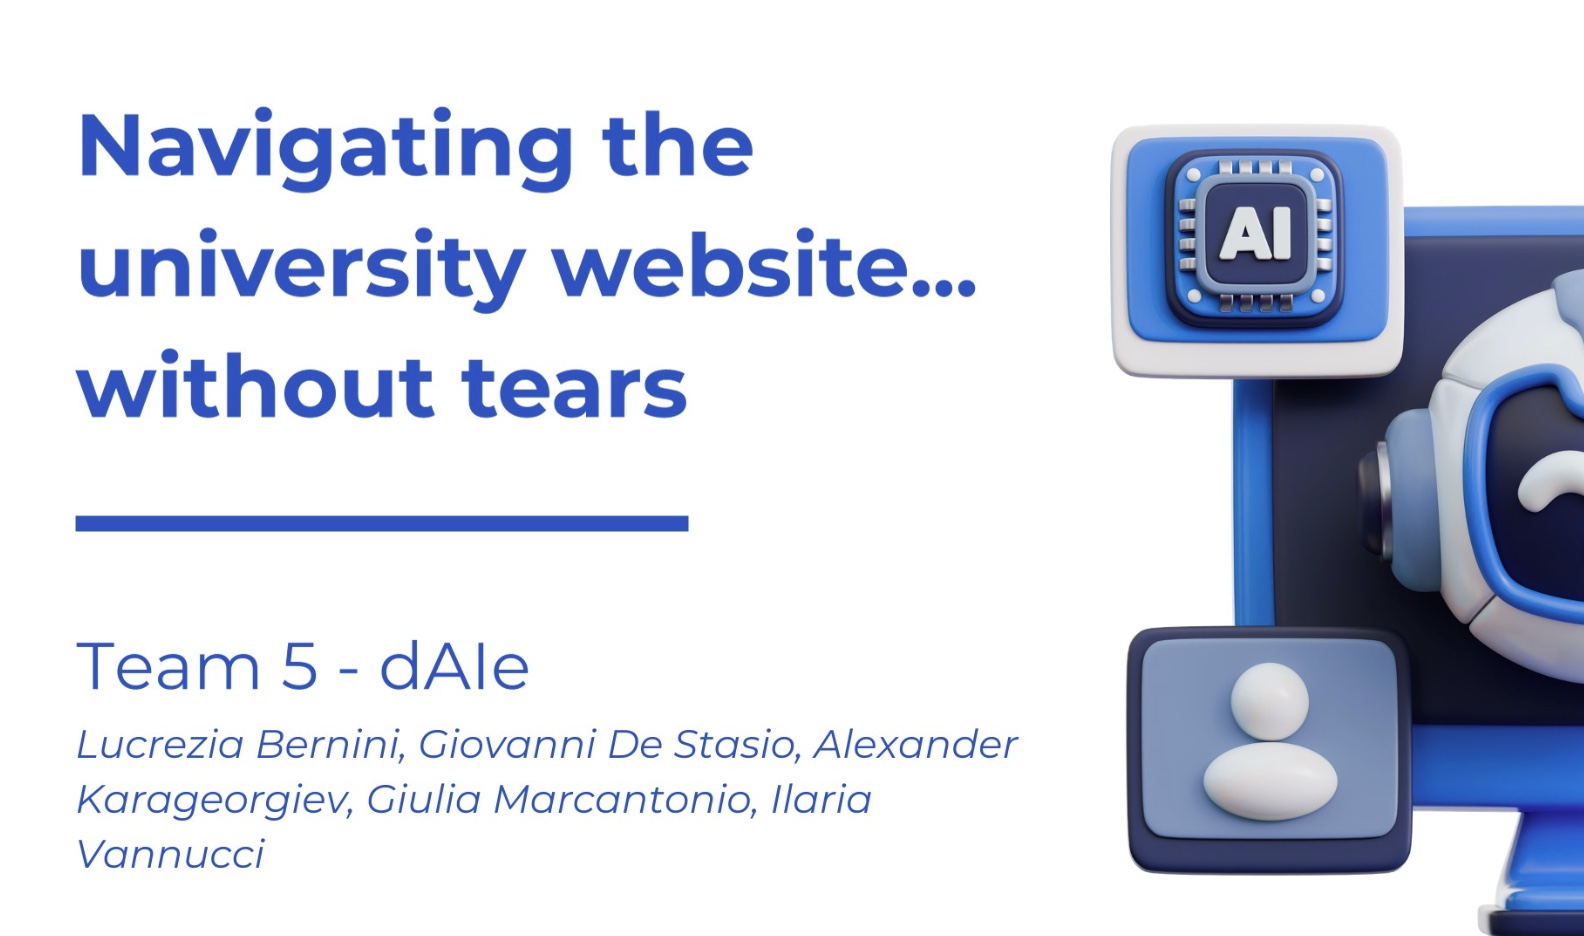 Navigating the
university website...
without tears
Team 5 - dAIe
Lucrezia Bernini, Giovanni De Stasio, Alexander
Karageorgiev, Giulia Marcantonio, Ilaria
Vannucci
AI